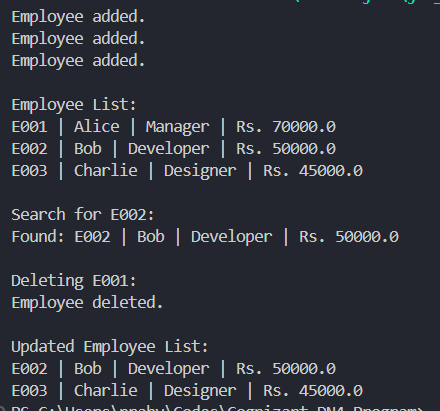 Employee added.
Employee added.
Employee added.
Employee List:
E001 | Alice | Manager | Rs. 70000.0
E002 | Bob | Developer | Rs. 50000.0
E003 | Charlie | Designer | Rs. 45000.0
Search for E002:
Found: E002 | Bob | Developer | Rs. 50000.0
Deleting E001:
Employee deleted.
Updated Employee List:
E002 | Bob | Developer | Rs. 50000.0
E003 | Charlie | Designer | Rs. 45000.0